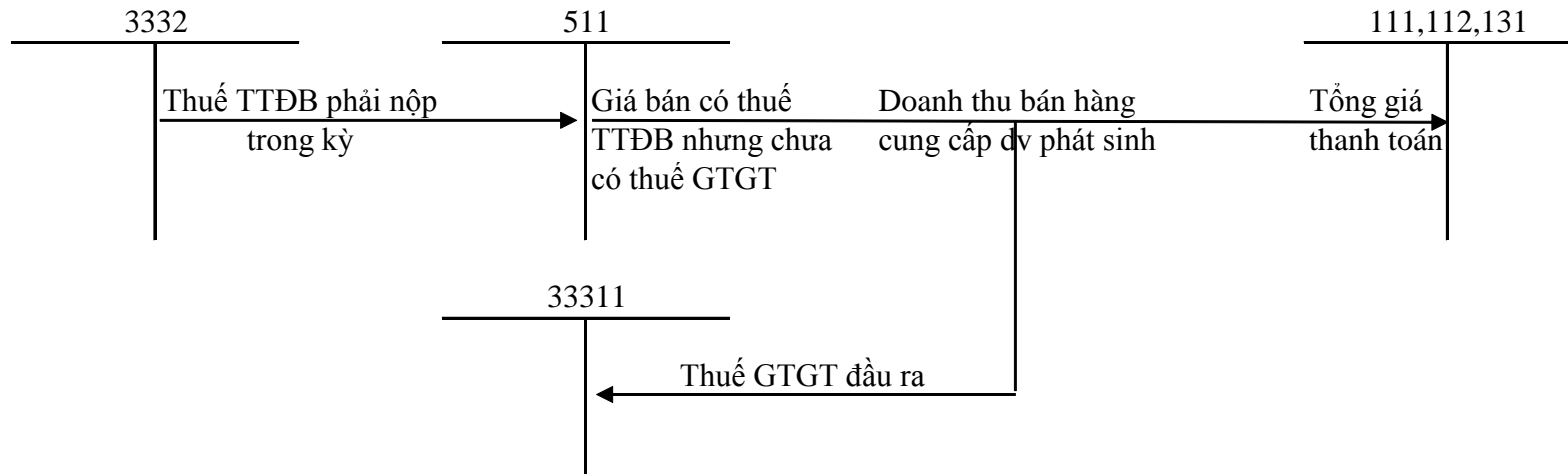 3332
511
111,112,131
Thuế TTĐB phải nộp
trong kỳ
Giá bán có thuế
TTĐB nhưng chưa
có thuế GTGT
Doanh thu bán hàng
cung cấp dv phát sinh
Tổng giá
thanh toán
33311
Thuế GTGT đầu ra